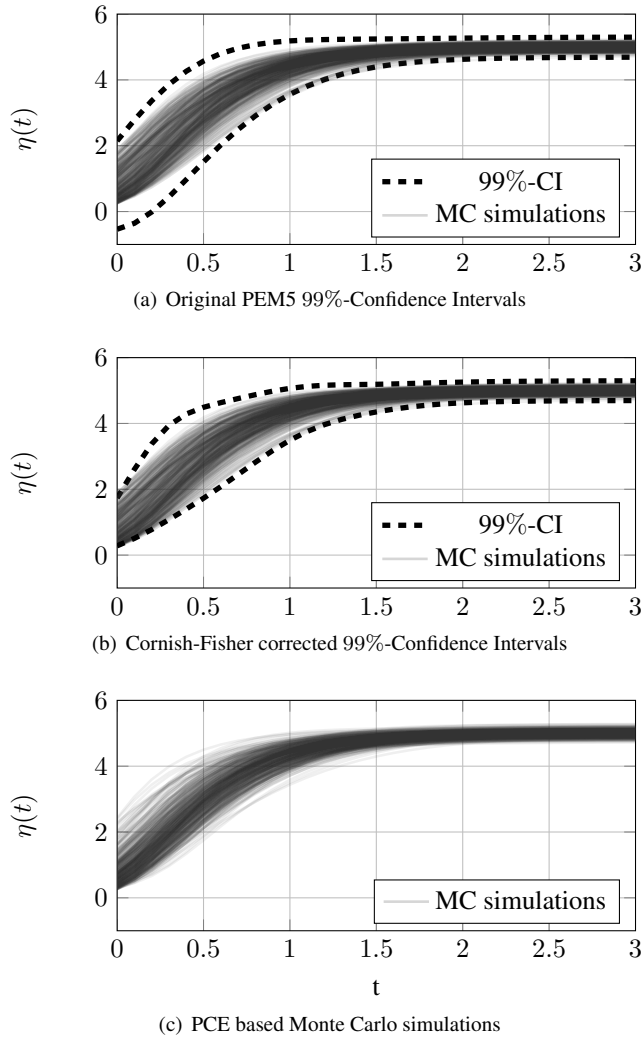 6
4
2
0
η(t)
99%-CI
MC simulations
0 0.5 1 1.5 2 2.5 3
(a) Original PEM5 99%-Confidence Intervals
6
4
2
0
η(t)
99%-CI
MC simulations
0 0.5 1 1.5 2 2.5 3
(b) Cornish-Fisher corrected 99%-Confidence Intervals
6
4
2
0
η(t)
MC simulations
0 0.5 1 1.5 2 2.5 3
t
(c) PCE based Monte Carlo simulations